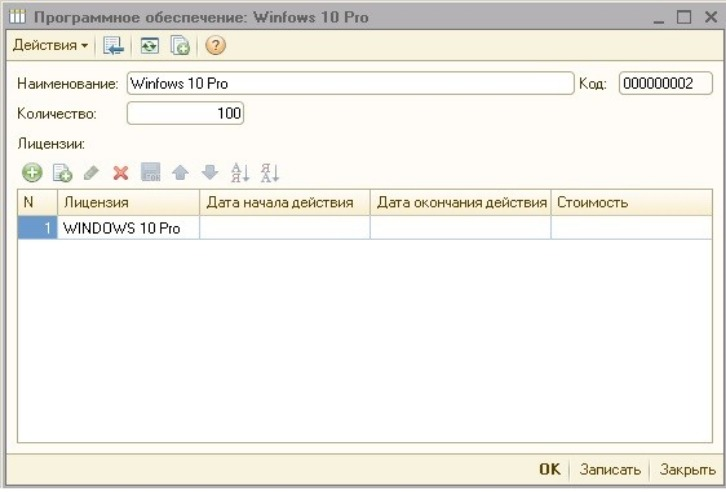 Программное обеспечение: Winfows 10 Pro
Действия
Наименование: Winfows 10 Pro Код: 000000002
Количество: 100
Лицензии:
N Лицензия Дата начала действия Дата окончания действия Стоимость
1 WINDOWS 10 Pro
OK Записать Закрыть